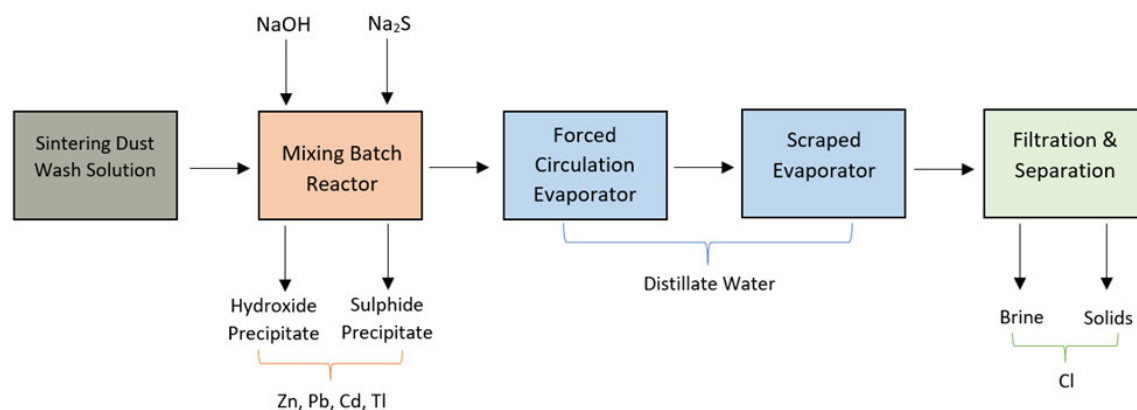 NaOH
Na₂S
Sintering Dust
Wash Solution
Mixing Batch
Reactor
Forced
Circulation
Evaporator
Scraped
Evaporator
Filtration &
Separation
Hydroxide
Precipitate
Sulphide
Precipitate
Distillate Water
Brine
Solids
Zn, Pb, Cd, Tl
Cl